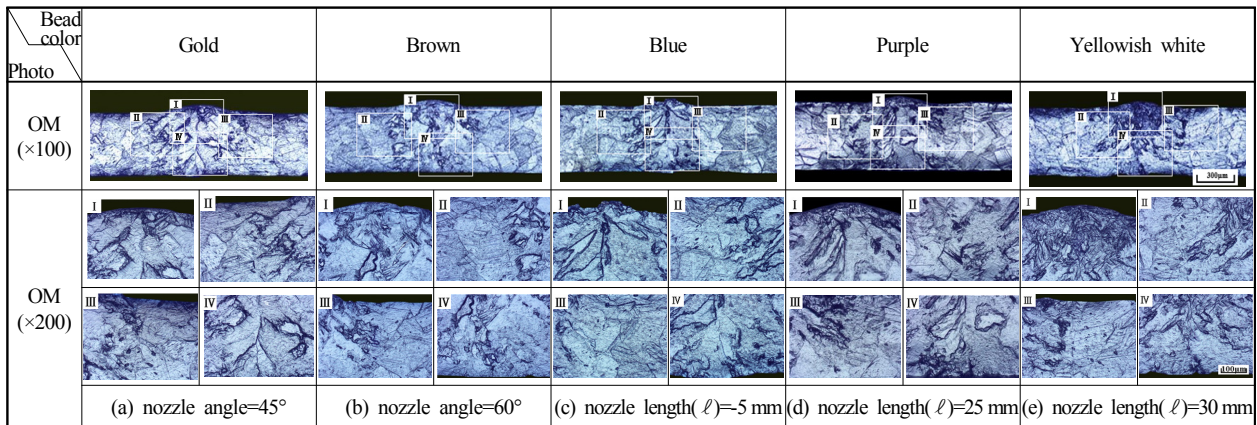 Bead color
Photo
Gold
Brown
Blue
Purple
Yellowish white
OM
(×100)
Ⅰ
Ⅱ
Ⅲ
Ⅳ
Ⅰ
Ⅱ
Ⅲ
Ⅳ
Ⅰ
Ⅱ
Ⅲ
Ⅳ
Ⅰ
Ⅱ
Ⅲ
Ⅳ
Ⅰ
Ⅱ
Ⅲ
Ⅳ
300μm
OM
(×200)
Ⅰ
Ⅱ
Ⅰ
Ⅱ
Ⅰ
Ⅱ
Ⅰ
Ⅱ
Ⅰ
Ⅱ
Ⅲ
Ⅳ
Ⅲ
Ⅳ
Ⅲ
Ⅳ
Ⅲ
Ⅳ
Ⅲ
Ⅳ
100μm
(a) nozzle angle=45°
(b) nozzle angle=60°
(c) nozzle length(ℓ)=-5 mm
(d) nozzle length(ℓ)=25 mm
(e) nozzle length(ℓ)=30 mm